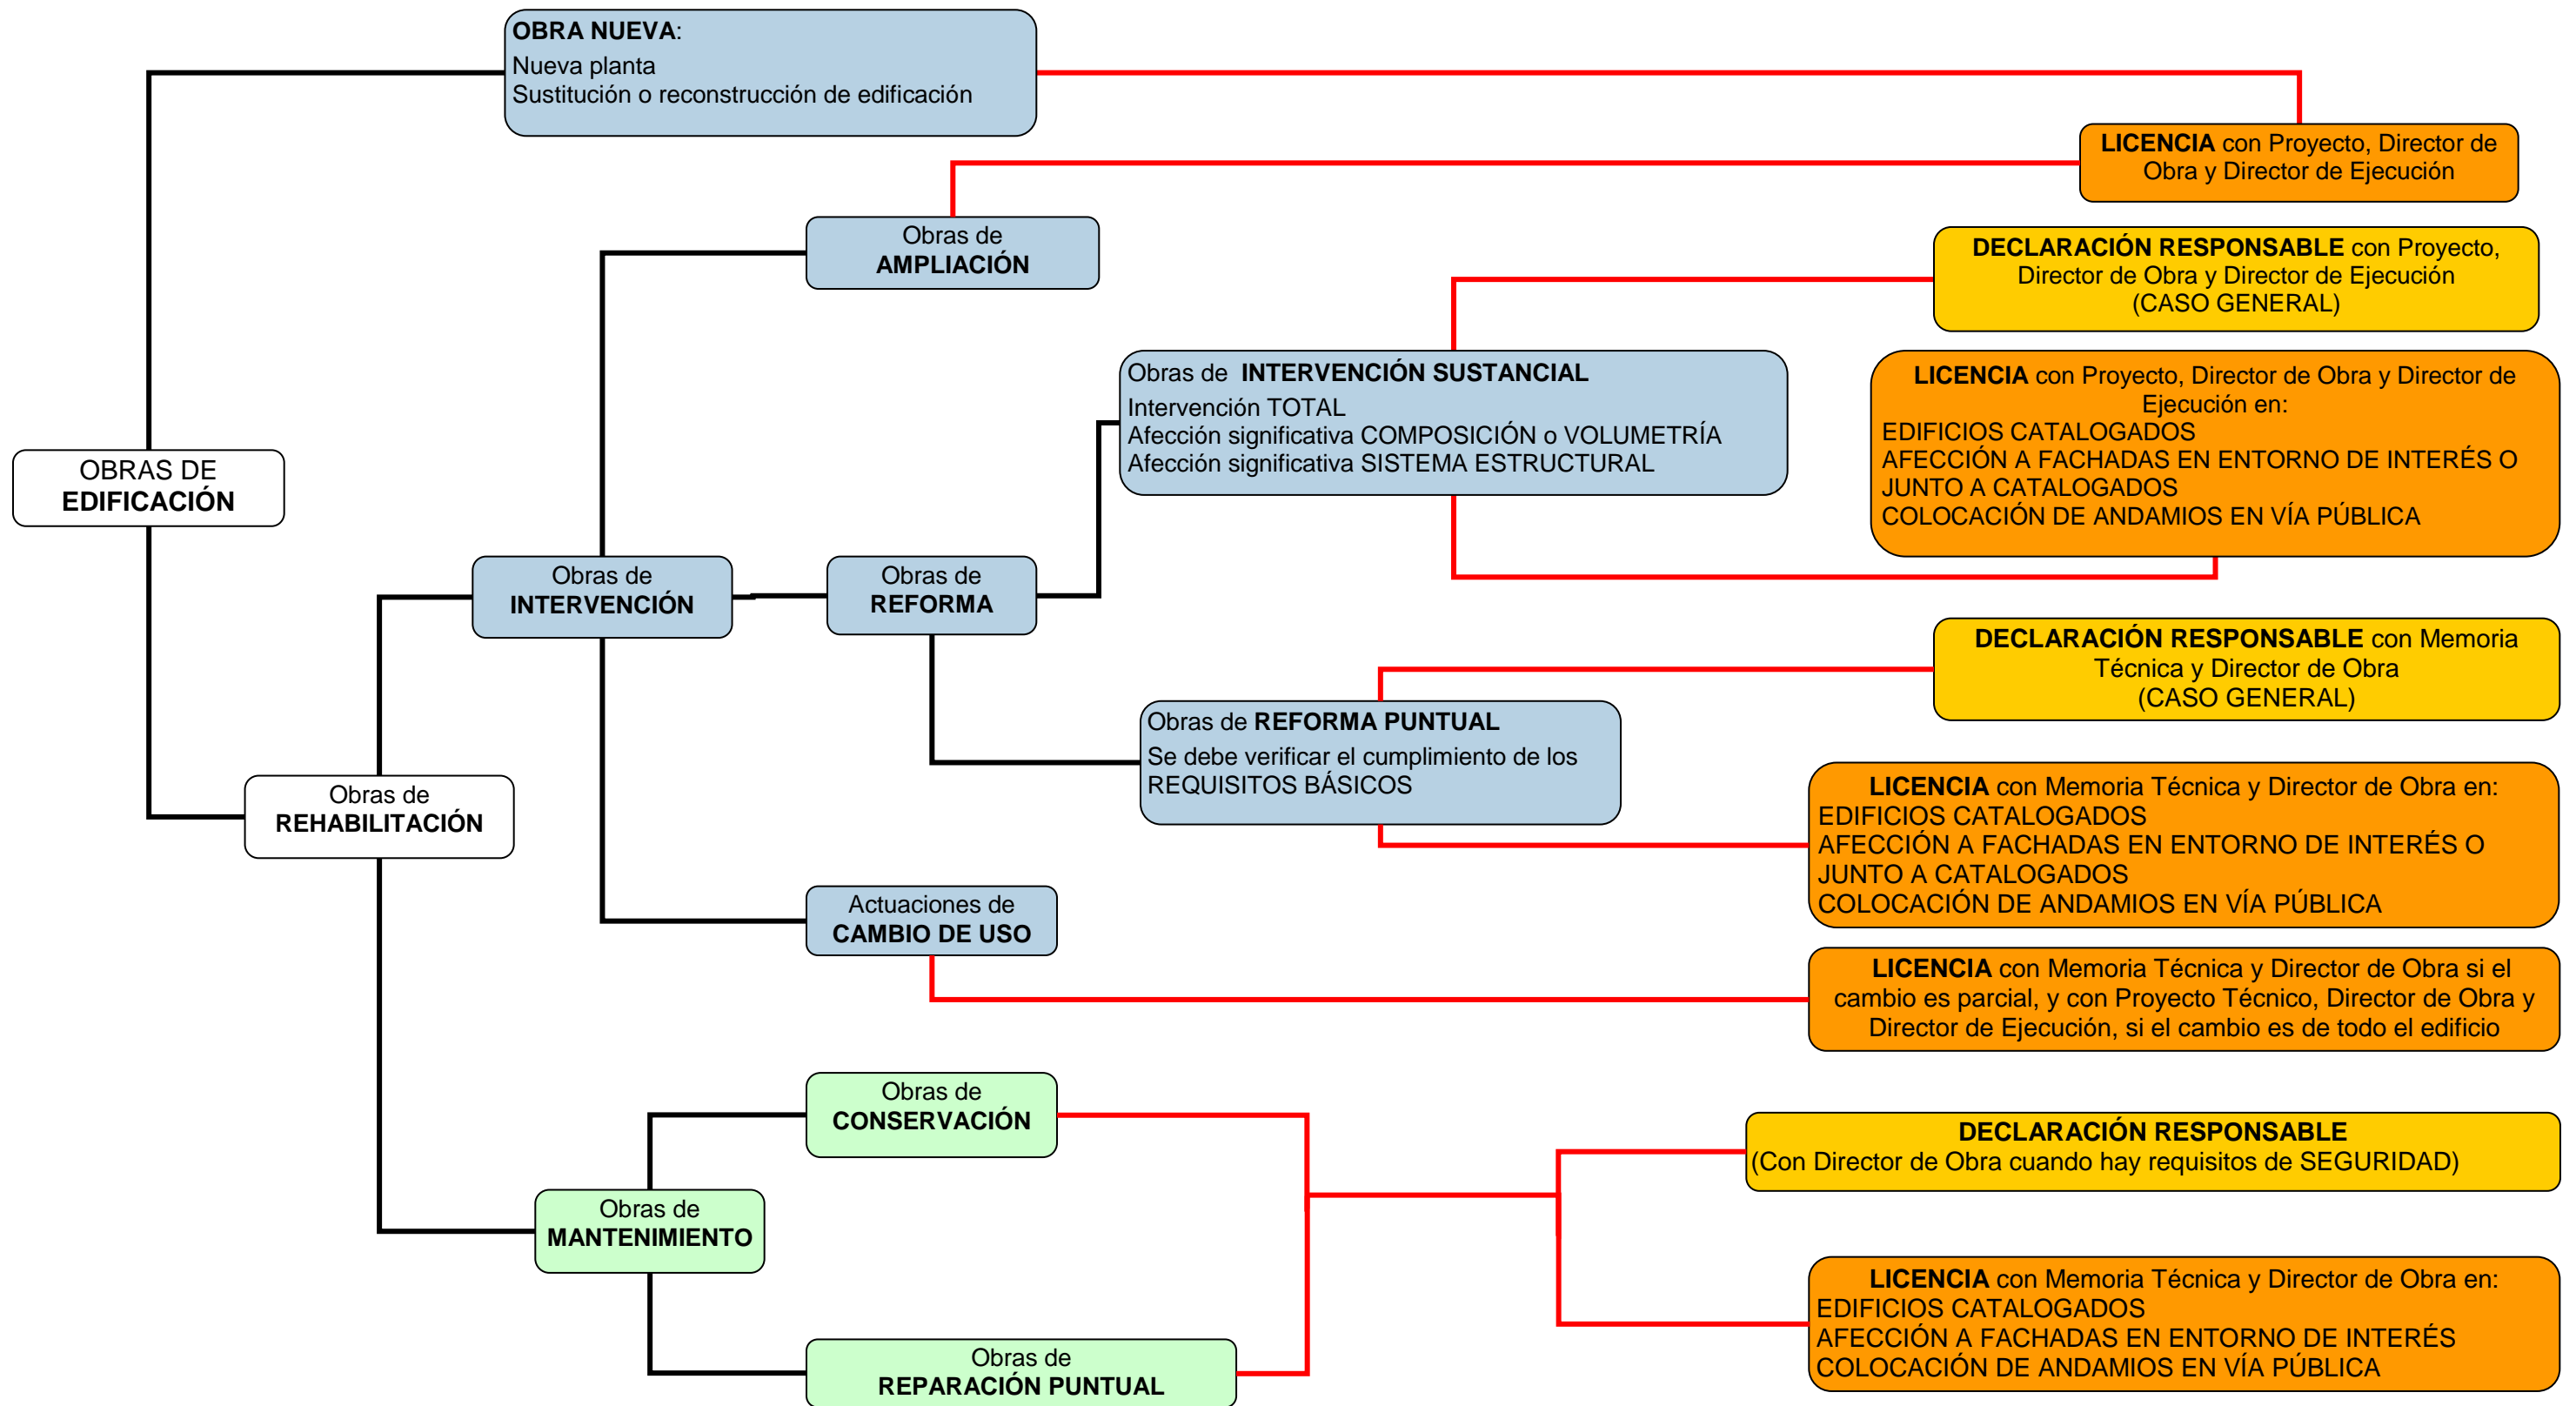 OBRA NUEVA:
Nueva planta
Sustitución o reconstrucción de edificación
LICENCIA con Proyecto, Director de
Obra y Director de Ejecución
Obras de
AMPLIACIÓN
DECLARACIÓN RESPONSABLE con Proyecto,
Director de Obra y Director de Ejecución
(CASO GENERAL)
Obras de INTERVENCIÓN SUSTANCIAL
Intervención TOTAL
Afección significativa COMPOSICIÓN o VOLUMETRÍA
Afección significativa SISTEMA ESTRUCTURAL
LICENCIA con Proyecto, Director de Obra y Director de
Ejecución en:
EDIFICIOS CATALOGADOS
AFECCIÓN A FACHADAS EN ENTORNO DE INTERÉS O
JUNTO A CATALOGADOS
COLOCACIÓN DE ANDAMIOS EN VÍA PÚBLICA
OBRAS DE
EDIFICACIÓN
Obras de
INTERVENCIÓN
Obras de
REFORMA
DECLARACIÓN RESPONSABLE con Memoria
Técnica y Director de Obra
(CASO GENERAL)
Obras de REFORMA PUNTUAL
Se debe verificar el cumplimiento de los
REQUISITOS BÁSICOS
Obras de
REHABILITACIÓN
LICENCIA con Memoria Técnica y Director de Obra en:
EDIFICIOS CATALOGADOS
AFECCIÓN A FACHADAS EN ENTORNO DE INTERÉS O
JUNTO A CATALOGADOS
COLOCACIÓN DE ANDAMIOS EN VÍA PÚBLICA
Actuaciones de
CAMBIO DE USO
LICENCIA con Memoria Técnica y Director de Obra si el
cambio es parcial, y con Proyecto Técnico, Director de Obra y
Director de Ejecución, si el cambio es de todo el edificio
Obras de
CONSERVACIÓN
DECLARACIÓN RESPONSABLE
(Con Director de Obra cuando hay requisitos de SEGURIDAD)
Obras de
MANTENIMIENTO
LICENCIA con Memoria Técnica y Director de Obra en:
EDIFICIOS CATALOGADOS
AFECCIÓN A FACHADAS EN ENTORNO DE INTERÉS
COLOCACIÓN DE ANDAMIOS EN VÍA PÚBLICA
Obras de
REPARACIÓN PUNTUAL